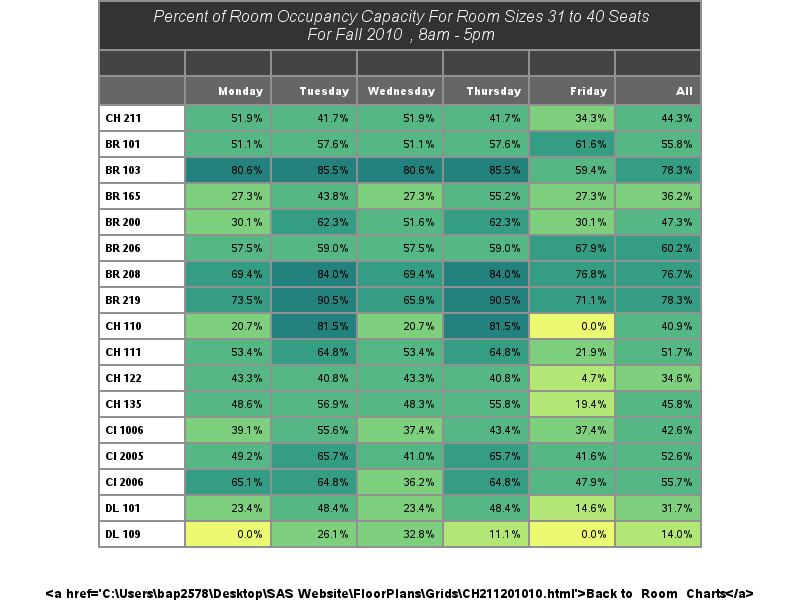 Percent of Room Occupancy Capacity For Room Sizes 31 to 40 Seats
For Fall 2010 , 8am - 5pm
Monday Tuesday Wednesday Thursday Friday All
CH 211 51.9% 41.7% 51.9% 41.7% 34.3% 44.3%
BR 101 51.1% 57.6% 51.1% 57.6% 61.6% 55.8%
BR 103 80.6% 85.5% 80.6% 85.5% 59.4% 78.3%
BR 165 27.3% 43.8% 27.3% 55.2% 27.3% 36.2%
BR 200 30.1% 62.3% 51.6% 62.3% 30.1% 47.3%
BR 206 57.5% 59.0% 57.5% 59.0% 67.9% 60.2%
BR 208 69.4% 84.0% 69.4% 84.0% 76.8% 76.7%
BR 219 73.5% 90.5% 65.9% 90.5% 71.1% 78.3%
CH 110 20.7% 81.5% 20.7% 81.5% 0.0% 40.9%
CH 111 53.4% 64.8% 53.4% 64.8% 21.9% 51.7%
CH 122 43.3% 40.8% 43.3% 40.8% 4.7% 34.6%
CH 135 48.6% 56.9% 48.3% 55.8% 19.4% 45.8%
CI 1006 39.1% 55.6% 37.4% 43.4% 37.4% 42.6%
CI 2005 49.2% 65.7% 41.0% 65.7% 41.6% 52.6%
CI 2006 65.1% 64.8% 36.2% 64.8% 47.9% 55.7%
DL 101 23.4% 48.4% 23.4% 48.4% 14.6% 31.7%
DL 109 0.0% 26.1% 32.8% 11.1% 0.0% 14.0%
<a href='C:\Users\bap2578\Desktop\SAS Website\FloorPlans\Grids\CH211201010.html'>Back to Room Charts</a>